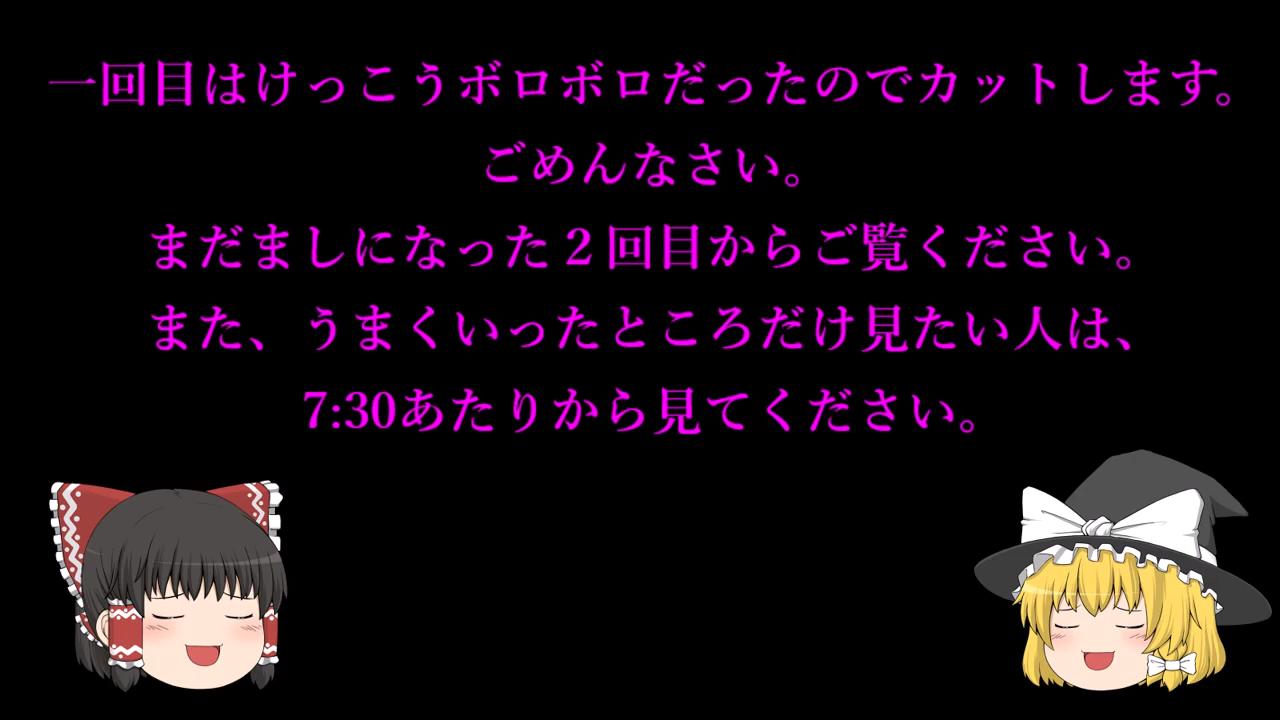 一回目はけっこうボロボロだったのでカットします。
ごめんなさい。
まだましになった２回目からご覧ください。
また、うまくいったところだけ見たい人は、
7:30あたりから見てください。